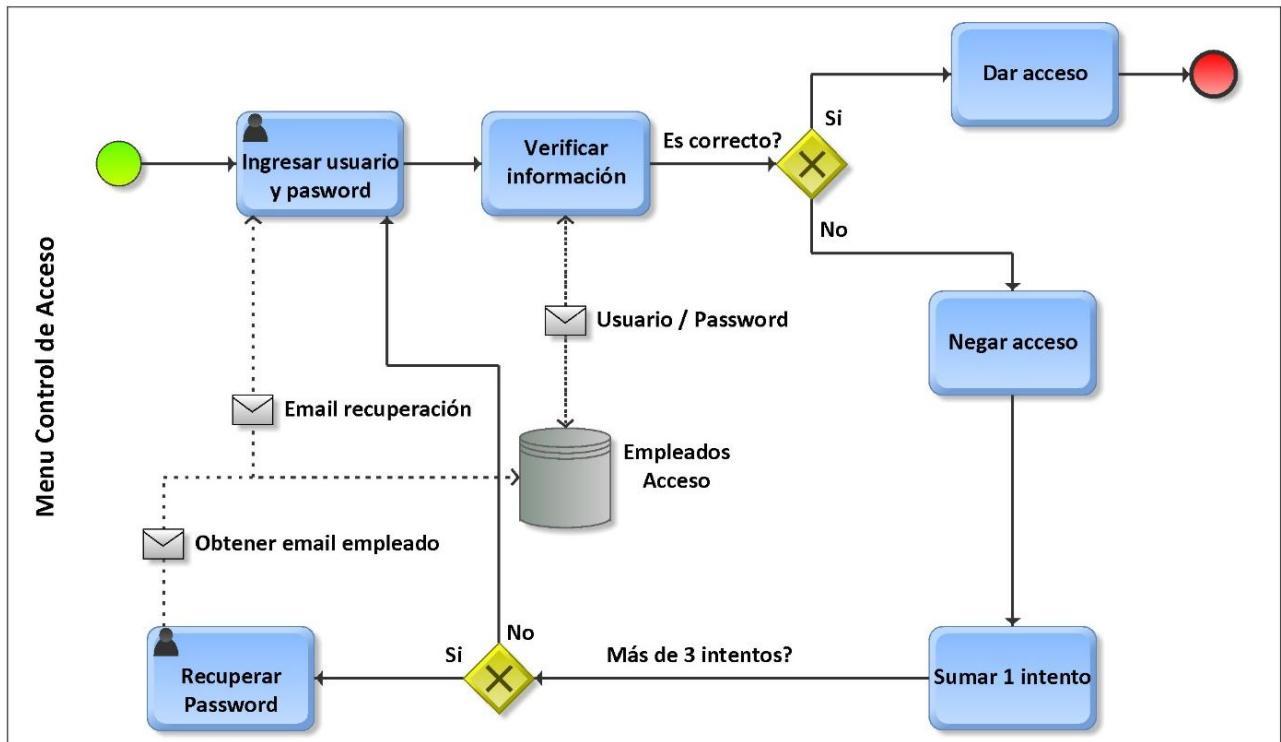 Menu Control de Acceso
Ingresar usuario
y pasword
Verificar
información
Es correcto?
Si
Dar acceso
No
Negar acceso
Usuario / Password
Email recuperación
Empleados
Acceso
Obtener email empleado
Recuperar
Password
Si
No
Más de 3 intentos?
Sumar 1 intento